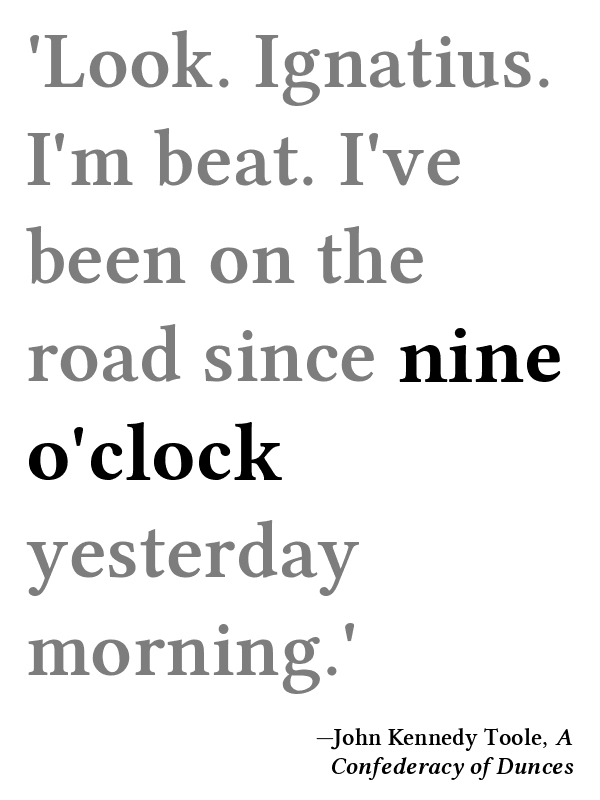 'Look. Ignatius.
I'm beat. I've
been on the
road since nine
o'clock
yesterday
morning.'
—John Kennedy Toole, A
Confederacy of Dunces